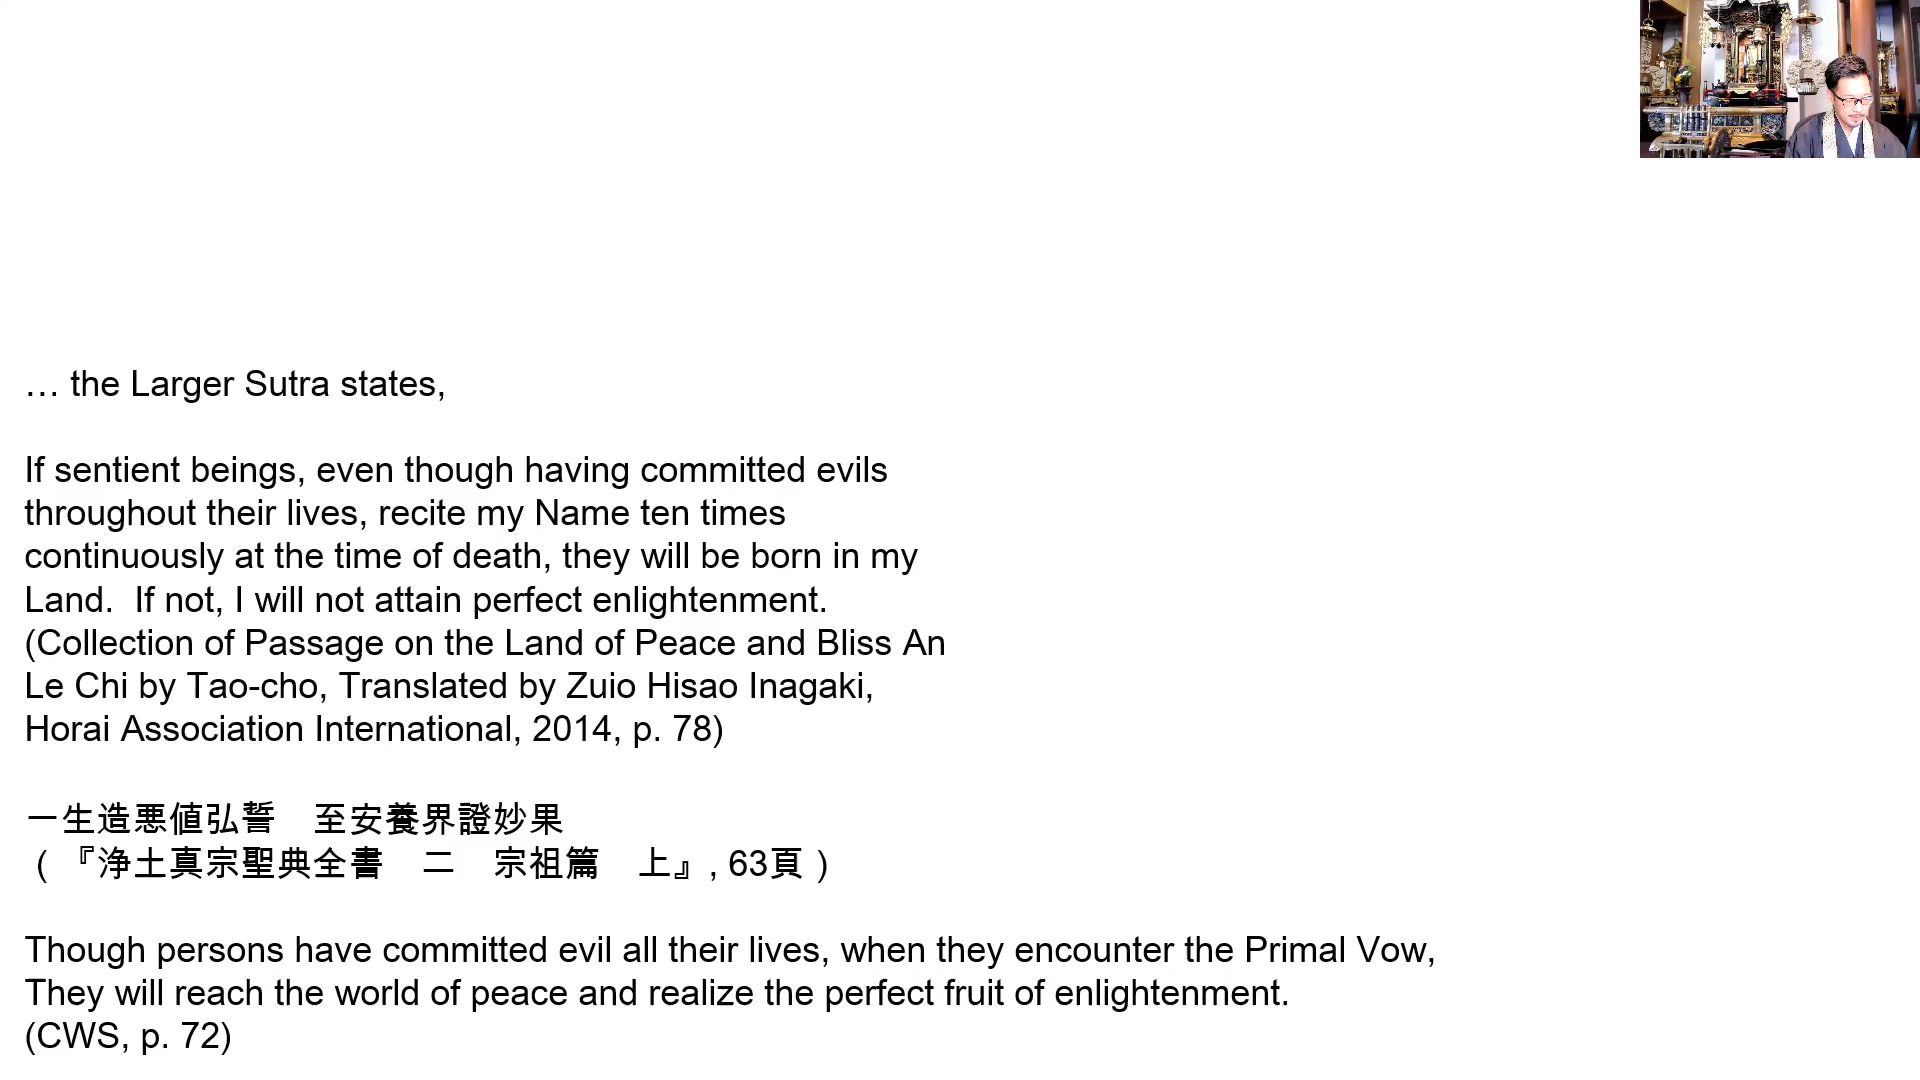 … the Larger Sutra states,
If sentient beings, even though having committed evils
throughout their lives, recite my Name ten times
continuously at the time of death, they will be born in my
Land.  If not, I will not attain perfect enlightenment.
(Collection of Passage on the Land of Peace and Bliss An
Le Chi by Tao-cho, Translated by Zuio Hisao Inagaki,
Horai Association International, 2014, p. 78)
一生造悪値弘誓　至安養界證妙果
（『浄土真宗聖典全書　二　宗祖篇　上』, 63頁）
Though persons have committed evil all their lives, when they encounter the Primal Vow,
They will reach the world of peace and realize the perfect fruit of enlightenment.
(CWS, p. 72)